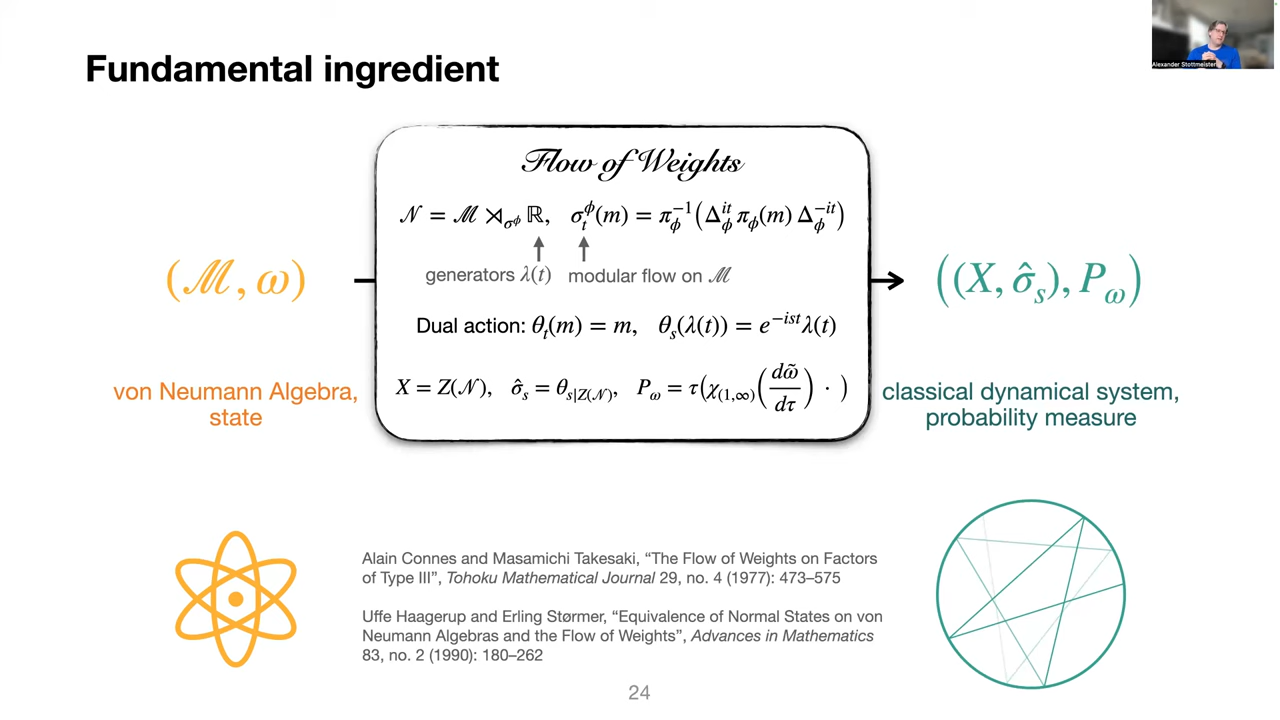 Alexander Stottmeister
Fundamental ingredient
Flow of Weights
𝒩 = ℳ ⋊_{σ^ϕ} ℝ,   σ_t^ϕ(m) = π_ϕ^{-1}(Δ_ϕ^{it} π_ϕ(m) Δ_ϕ^{-it})
generators λ(t)   modular flow on ℳ
Dual action: θ_t(m) = m,   θ_s(λ(t)) = e^{-ist}λ(t)
X = Z(𝒩),   σ̂_s = θ_{s|Z(𝒩)},   P_ω = τ(χ_{(1,∞)}(dω̃/dτ) · )
(ℳ, ω)
von Neumann Algebra,
state
((X, σ̂_s), P_ω)
classical dynamical system,
probability measure
Alain Connes and Masamichi Takesaki, “The Flow of Weights on Factors
of Type III”, Tohoku Mathematical Journal 29, no. 4 (1977): 473–575
Uffe Haagerup and Erling Størmer, “Equivalence of Normal States on von
Neumann Algebras and the Flow of Weights”, Advances in Mathematics
83, no. 2 (1990): 180–262
24